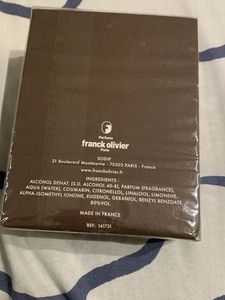 Parfums
franck olivier
Paris
SODIP
21 Boulevard Montmartre - 75002 PARIS - France
www.franckolivier.fr
INGREDIENTS :
ALCOHOL DENAT. (S.D. ALCOHOL 40-B), PARFUM (FRAGRANCE),
AQUA (WATER), COUMARIN, CITRONELLOL, LINALOOL, LIMONENE,
ALPHA-ISOMETHYL IONONE, EUGENOL, GERANIOL, BENZYL BENZOATE
80%VOL
MADE IN FRANCE
REF: 141721